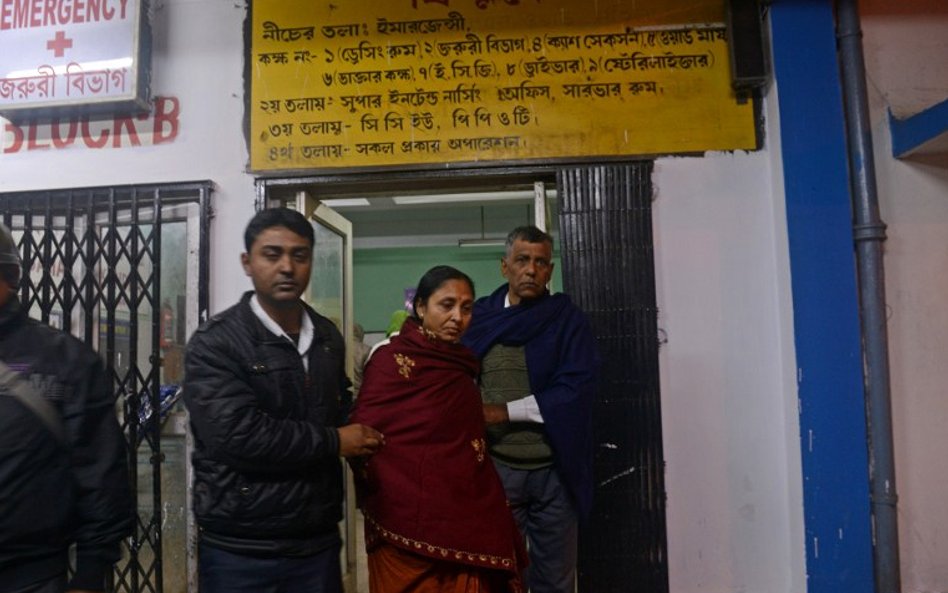 EMERGENCY
+
জরুরী বিভাগ
BLOCK-B
নীচের তলাঃ ইমারজেন্সী,
কক্ষ নং- ১(ড্রেসিং রুম),২(জরুরী বিভাগ),৪(ক্যাশ সেকসন),৫(ওয়ার্ড
৬(ডাক্তার কক্ষ),৭(ই.সি.জি), ৮(ড্রাইভার),৯(স্টেরিলাইজার)
২য় তলায়ঃ- সুপার ইনটেন্ড নার্সিং অফিস, সারভার রুম.
৩য় তলায়ঃ- সি সি ইউ, পি পি ও টি।
৪র্থ তলায়ঃ- সকল প্রকার অপারেশন।